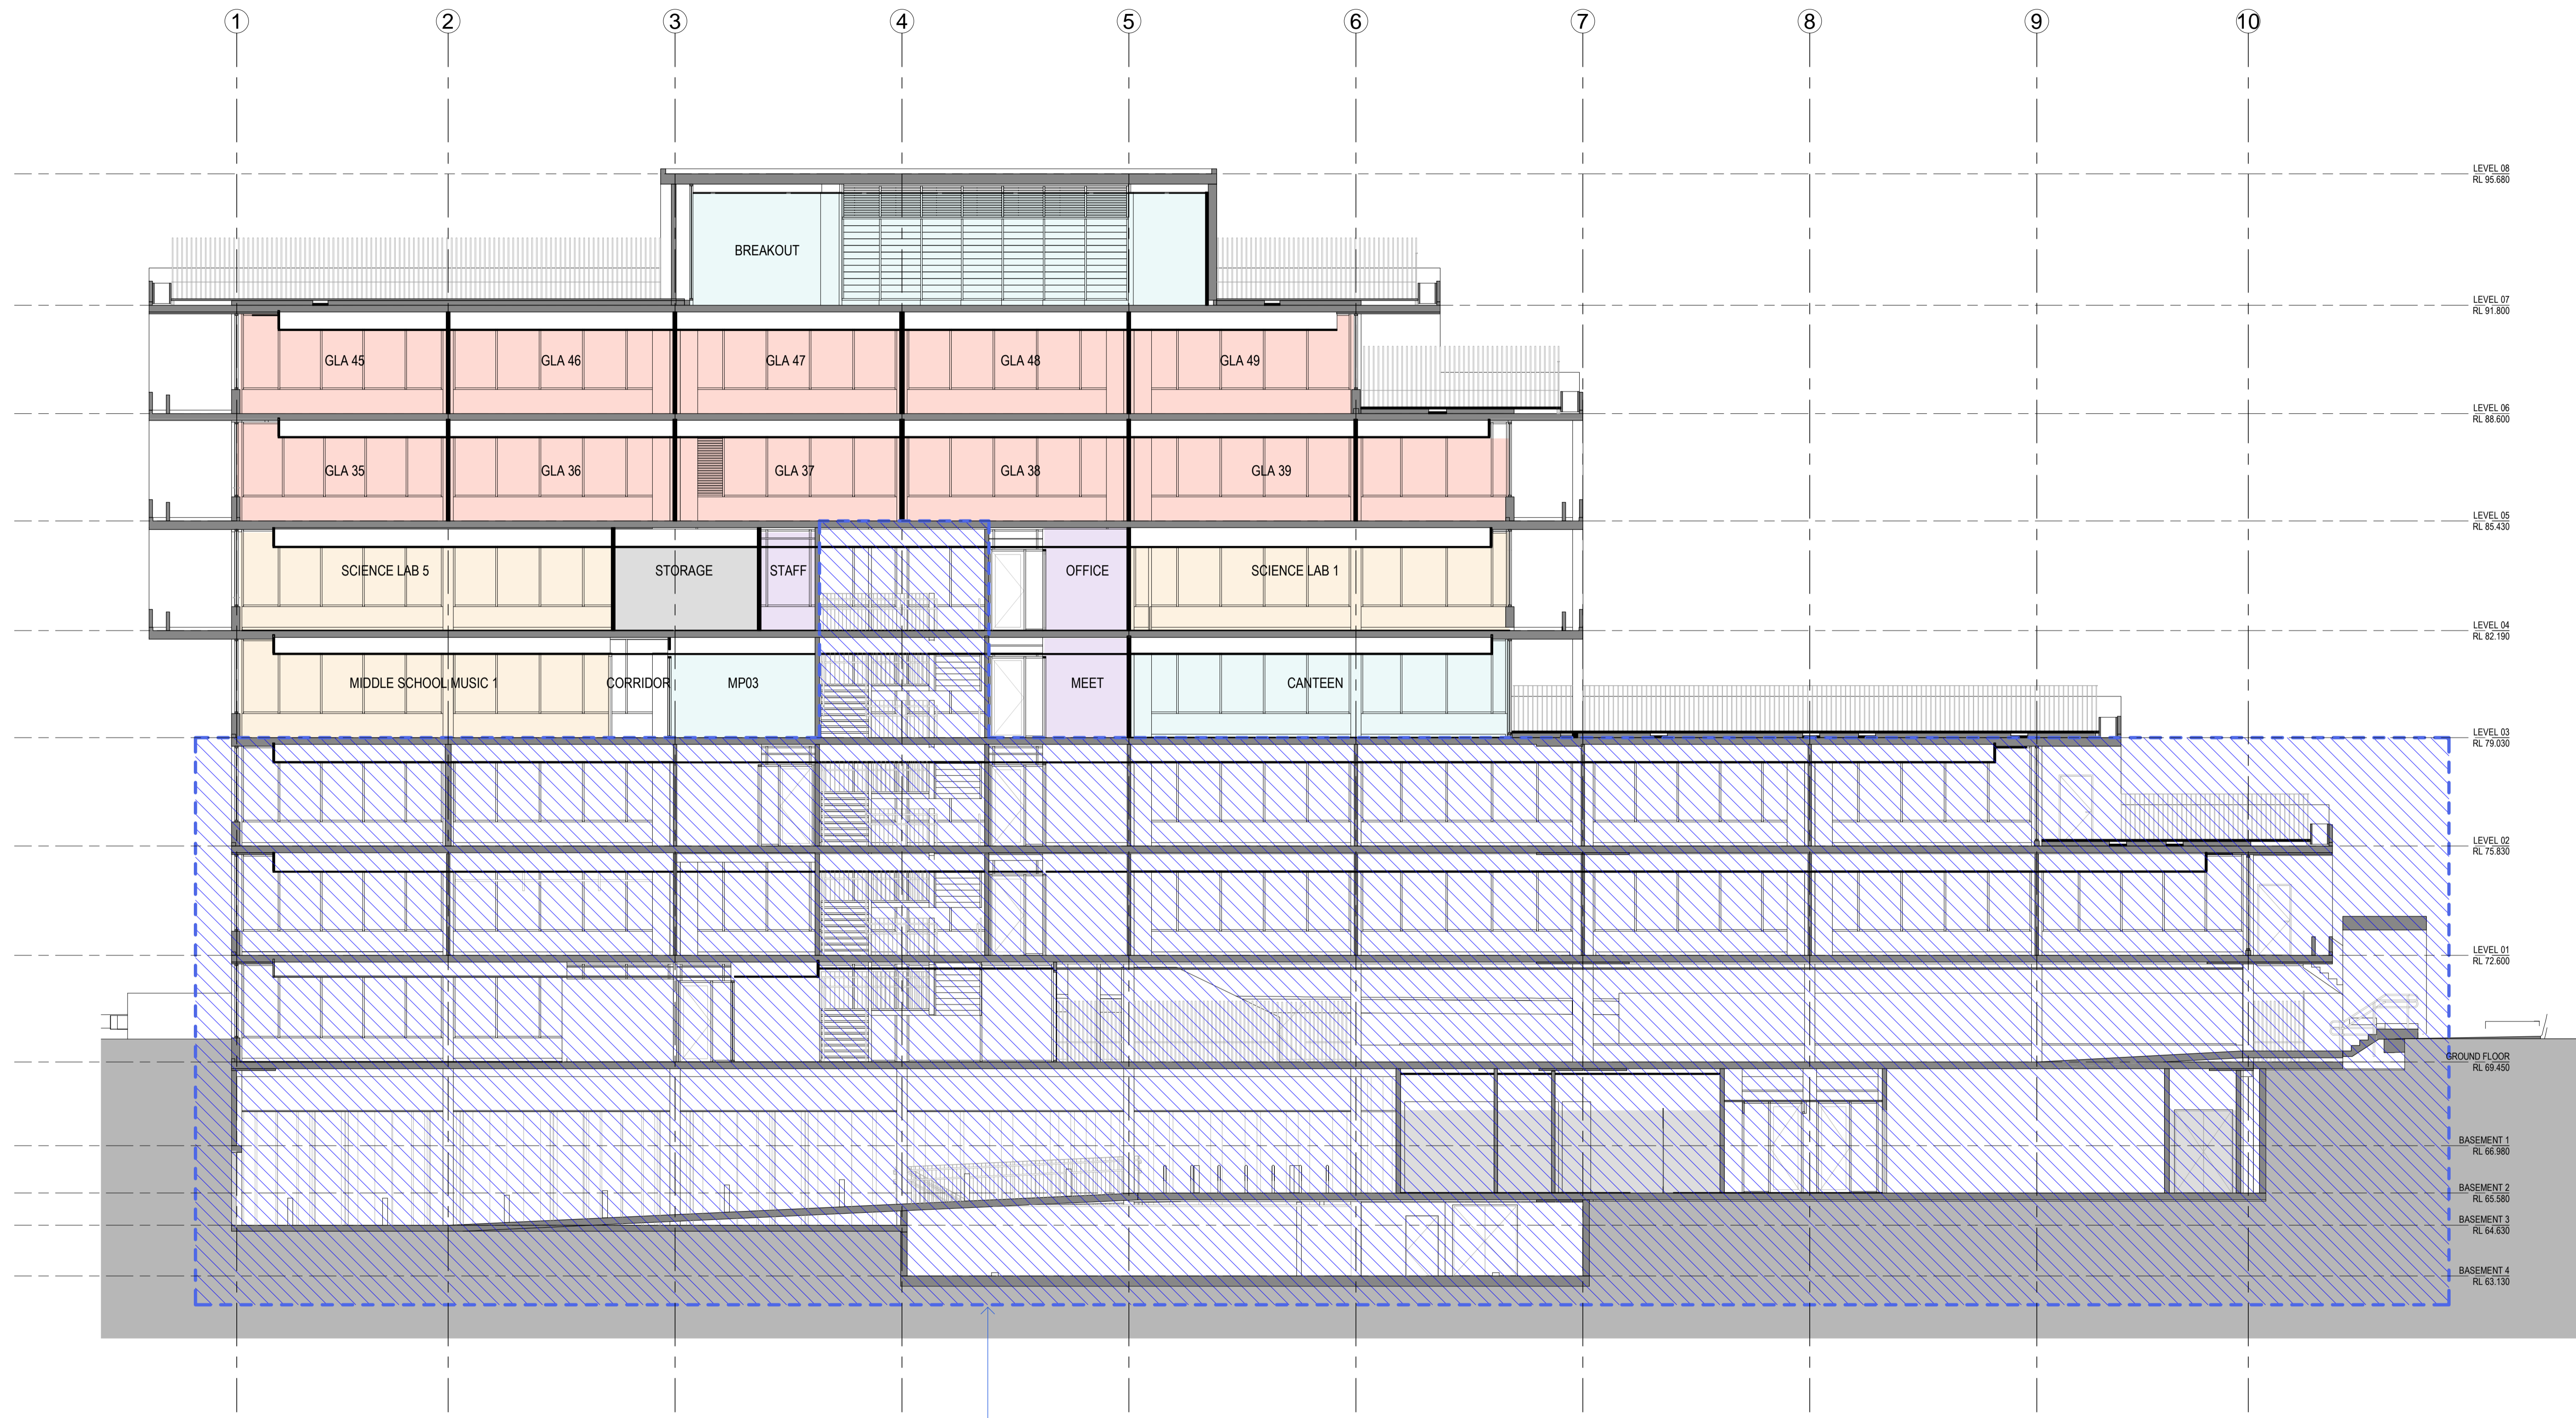 1 2 3 4 5 6 7 8 9 10
LEVEL 08
RL 95.680
BREAKOUT
LEVEL 07
RL 91.800
GLA 45 GLA 46 GLA 47 GLA 48 GLA 49
LEVEL 06
RL 88.600
GLA 35 GLA 36 GLA 37 GLA 38 GLA 39
LEVEL 05
RL 85.430
SCIENCE LAB 5 STORAGE STAFF OFFICE SCIENCE LAB 1
LEVEL 04
RL 82.190
MIDDLE SCHOOL MUSIC 1 CORRIDOR MP03 MEET CANTEEN
LEVEL 03
RL 79.030
LEVEL 02
RL 75.830
LEVEL 01
RL 72.600
GROUND FLOOR
RL 69.450
BASEMENT 1
RL 66.980
BASEMENT 2
RL 65.580
BASEMENT 3
RL 64.630
BASEMENT 4
RL 63.130